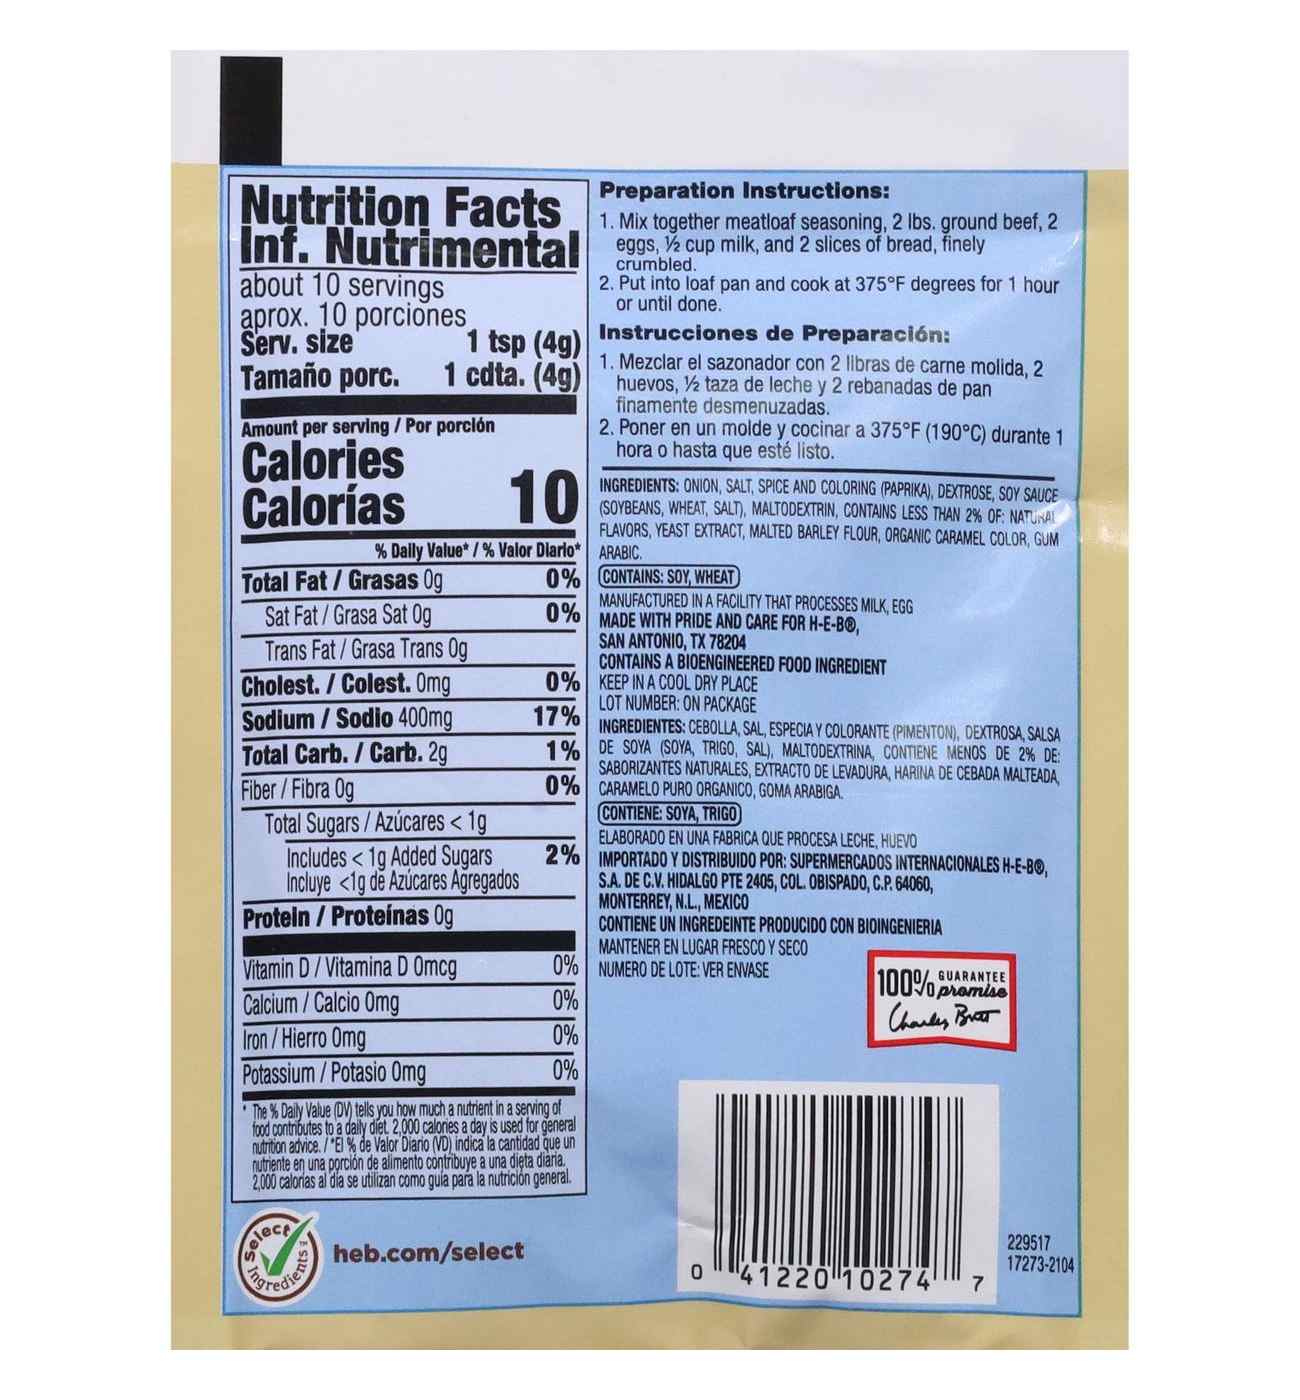 Nutrition Facts
Inf. Nutrimental
about 10 servings
aprox. 10 porciones
Serv. size 1 tsp (4g)
Tamaño porc. 1 cdta. (4g)
Amount per serving / Por porción
Calories
Calorías 10
% Daily Value* / % Valor Diario*
Total Fat / Grasas 0g 0%
Sat Fat / Grasa Sat 0g 0%
Trans Fat / Grasa Trans 0g
Cholest. / Colest. 0mg 0%
Sodium / Sodio 400mg 17%
Total Carb. / Carb. 2g 1%
Fiber / Fibra 0g 0%
Total Sugars / Azúcares < 1g
Includes < 1g Added Sugars 2%
Incluye <1g de Azúcares Agregados
Protein / Proteínas 0g
Vitamin D / Vitamina D 0mcg 0%
Calcium / Calcio 0mg 0%
Iron / Hierro 0mg 0%
Potassium / Potasio 0mg 0%
* The % Daily Value (DV) tells you how much a nutrient in a serving of
food contributes to a daily diet. 2,000 calories a day is used for general
nutrition advice. / *El % de Valor Diario (VD) indica la cantidad que un
nutriente en una porción de alimento contribuye a una dieta diaria.
2,000 calorías al día se utilizan como guía para la nutrición general.
Select Ingredients™
heb.com/select
Preparation Instructions:
1. Mix together meatloaf seasoning, 2 lbs. ground beef, 2
eggs, ½ cup milk, and 2 slices of bread, finely
crumbled.
2. Put into loaf pan and cook at 375°F degrees for 1 hour
or until done.
Instrucciones de Preparación:
1. Mezclar el sazonador con 2 libras de carne molida, 2
huevos, ½ taza de leche y 2 rebanadas de pan
finamente desmenuzadas.
2. Poner en un molde y cocinar a 375°F (190°C) durante 1
hora o hasta que esté listo.
INGREDIENTS: ONION, SALT, SPICE AND COLORING (PAPRIKA), DEXTROSE, SOY SAUCE
(SOYBEANS, WHEAT, SALT), MALTODEXTRIN, CONTAINS LESS THAN 2% OF: NATURAL
FLAVORS, YEAST EXTRACT, MALTED BARLEY FLOUR, ORGANIC CARAMEL COLOR, GUM
ARABIC.
CONTAINS: SOY, WHEAT
MANUFACTURED IN A FACILITY THAT PROCESSES MILK, EGG
MADE WITH PRIDE AND CARE FOR H-E-B®,
SAN ANTONIO, TX 78204
CONTAINS A BIOENGINEERED FOOD INGREDIENT
KEEP IN A COOL DRY PLACE
LOT NUMBER: ON PACKAGE
INGREDIENTES: CEBOLLA, SAL, ESPECIA Y COLORANTE (PIMENTON), DEXTROSA, SALSA
DE SOYA (SOYA, TRIGO, SAL), MALTODEXTRINA, CONTIENE MENOS DE 2% DE:
SABORIZANTES NATURALES, EXTRACTO DE LEVADURA, HARINA DE CEBADA MALTEADA,
CARAMELO PURO ORGANICO, GOMA ARABIGA.
CONTIENE: SOYA, TRIGO
ELABORADO EN UNA FABRICA QUE PROCESA LECHE, HUEVO
IMPORTADO Y DISTRIBUIDO POR: SUPERMERCADOS INTERNACIONALES H-E-B®,
S.A. DE C.V. HIDALGO PTE 2405, COL. OBISPADO, C.P. 64060,
MONTERREY, N.L., MEXICO
CONTIENE UN INGREDEINTE PRODUCIDO CON BIOINGENIERIA
MANTENER EN LUGAR FRESCO Y SECO
NUMERO DE LOTE: VER ENVASE
100% GUARANTEE
promise
Charles Butt
229517
17273-2104
0 41220 10274 7